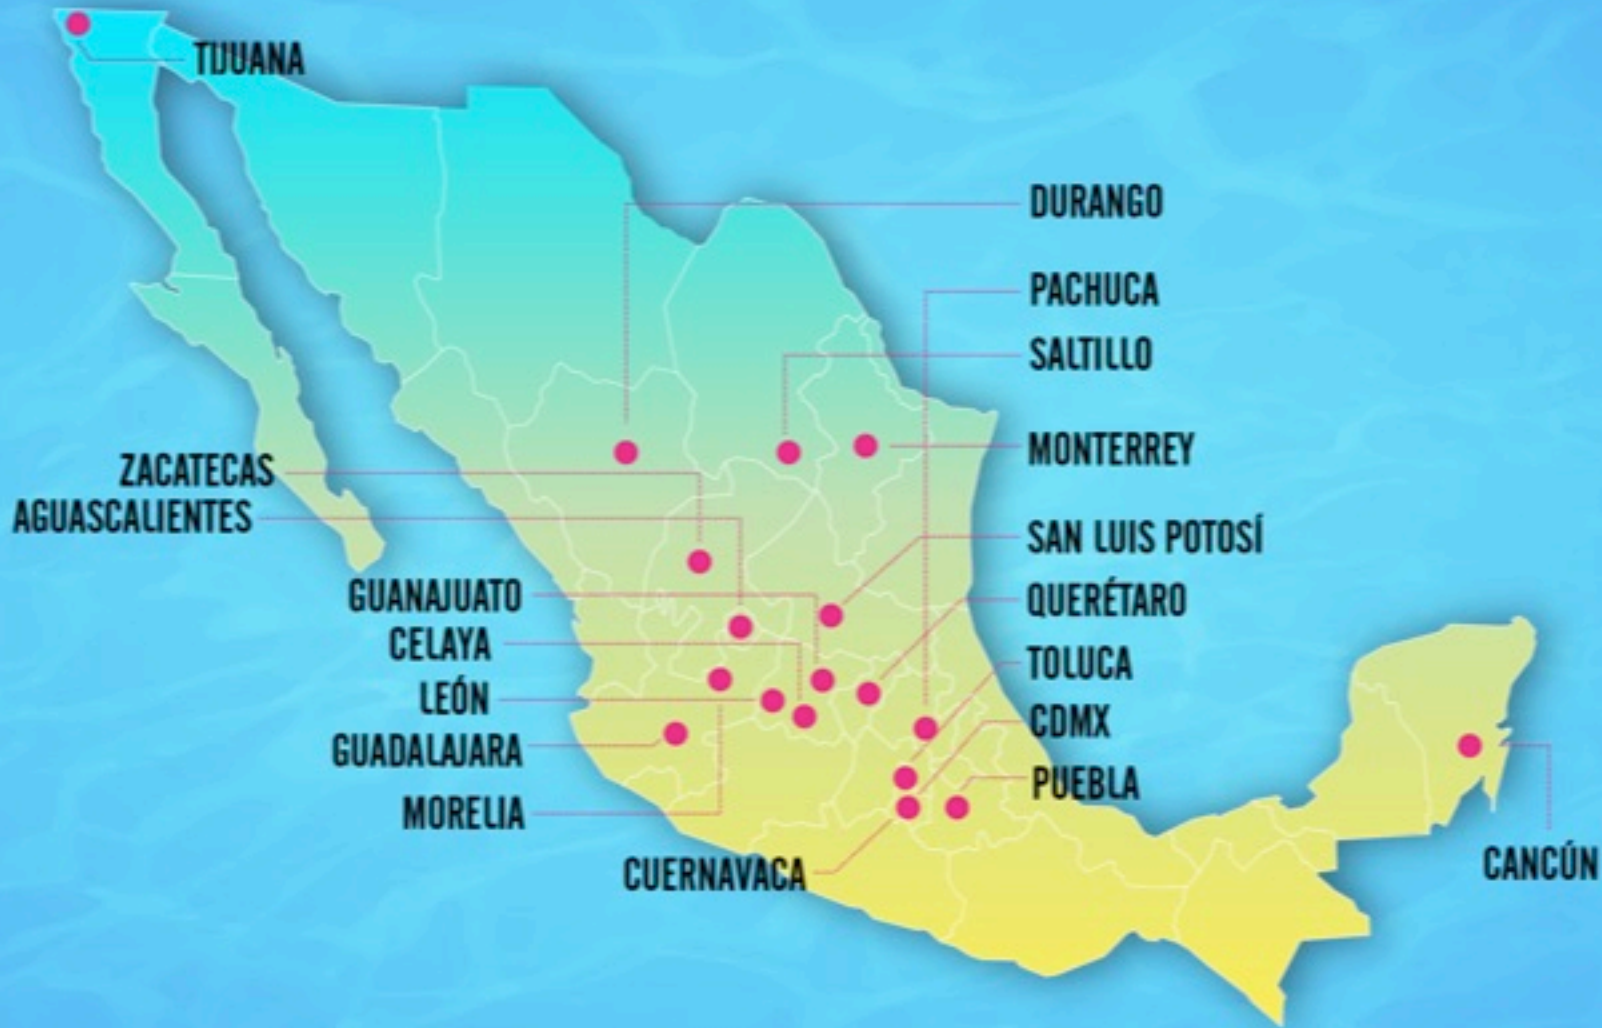 TIJUANA
DURANGO
PACHUCA
SALTILLO
MONTERREY
ZACATECAS
AGUASCALIENTES
SAN LUIS POTOSÍ
GUANAJUATO
QUERÉTARO
CELAYA
TOLUCA
LEÓN
CDMX
GUADALAJARA
PUEBLA
MORELIA
CUERNAVACA
CANCÚN